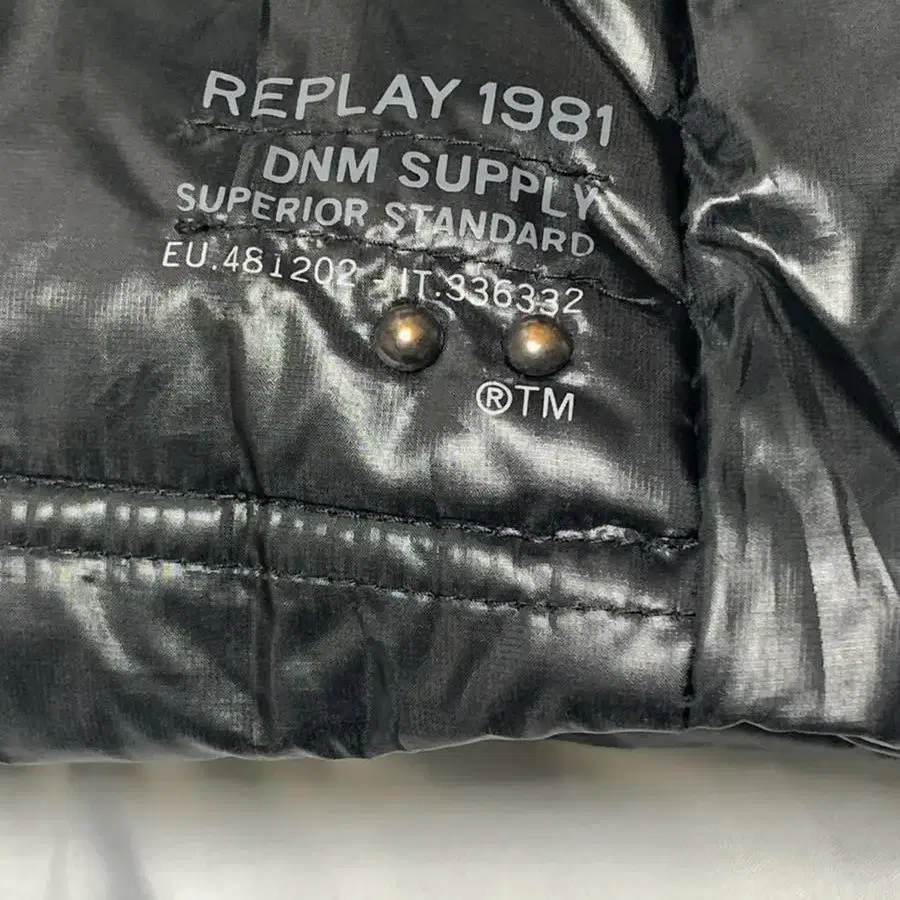 REPLAY 1981
DNM SUPPLY
SUPERIOR STANDARD
EU.481202 - IT.336332
®TM